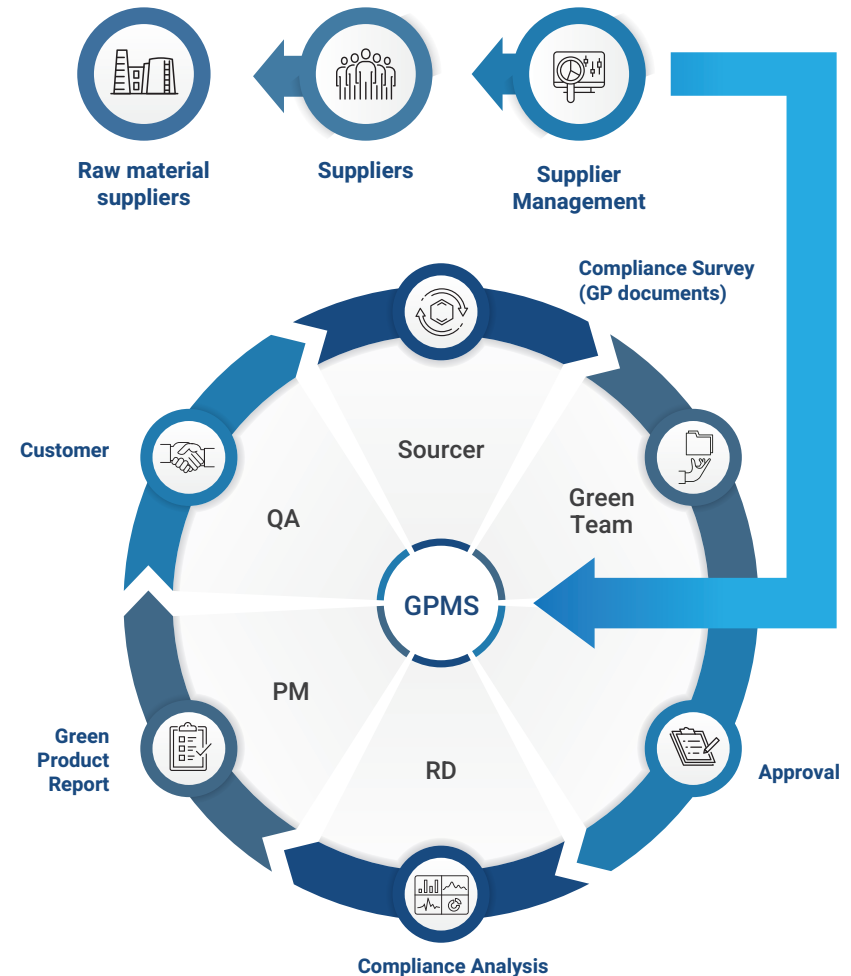 Raw material
suppliers
Suppliers
Supplier
Management
Compliance Survey
(GP documents)
Customer
Sourcer
QA
Green
Team
GPMS
PM
RD
Green
Product
Report
Approval
Compliance Analysis